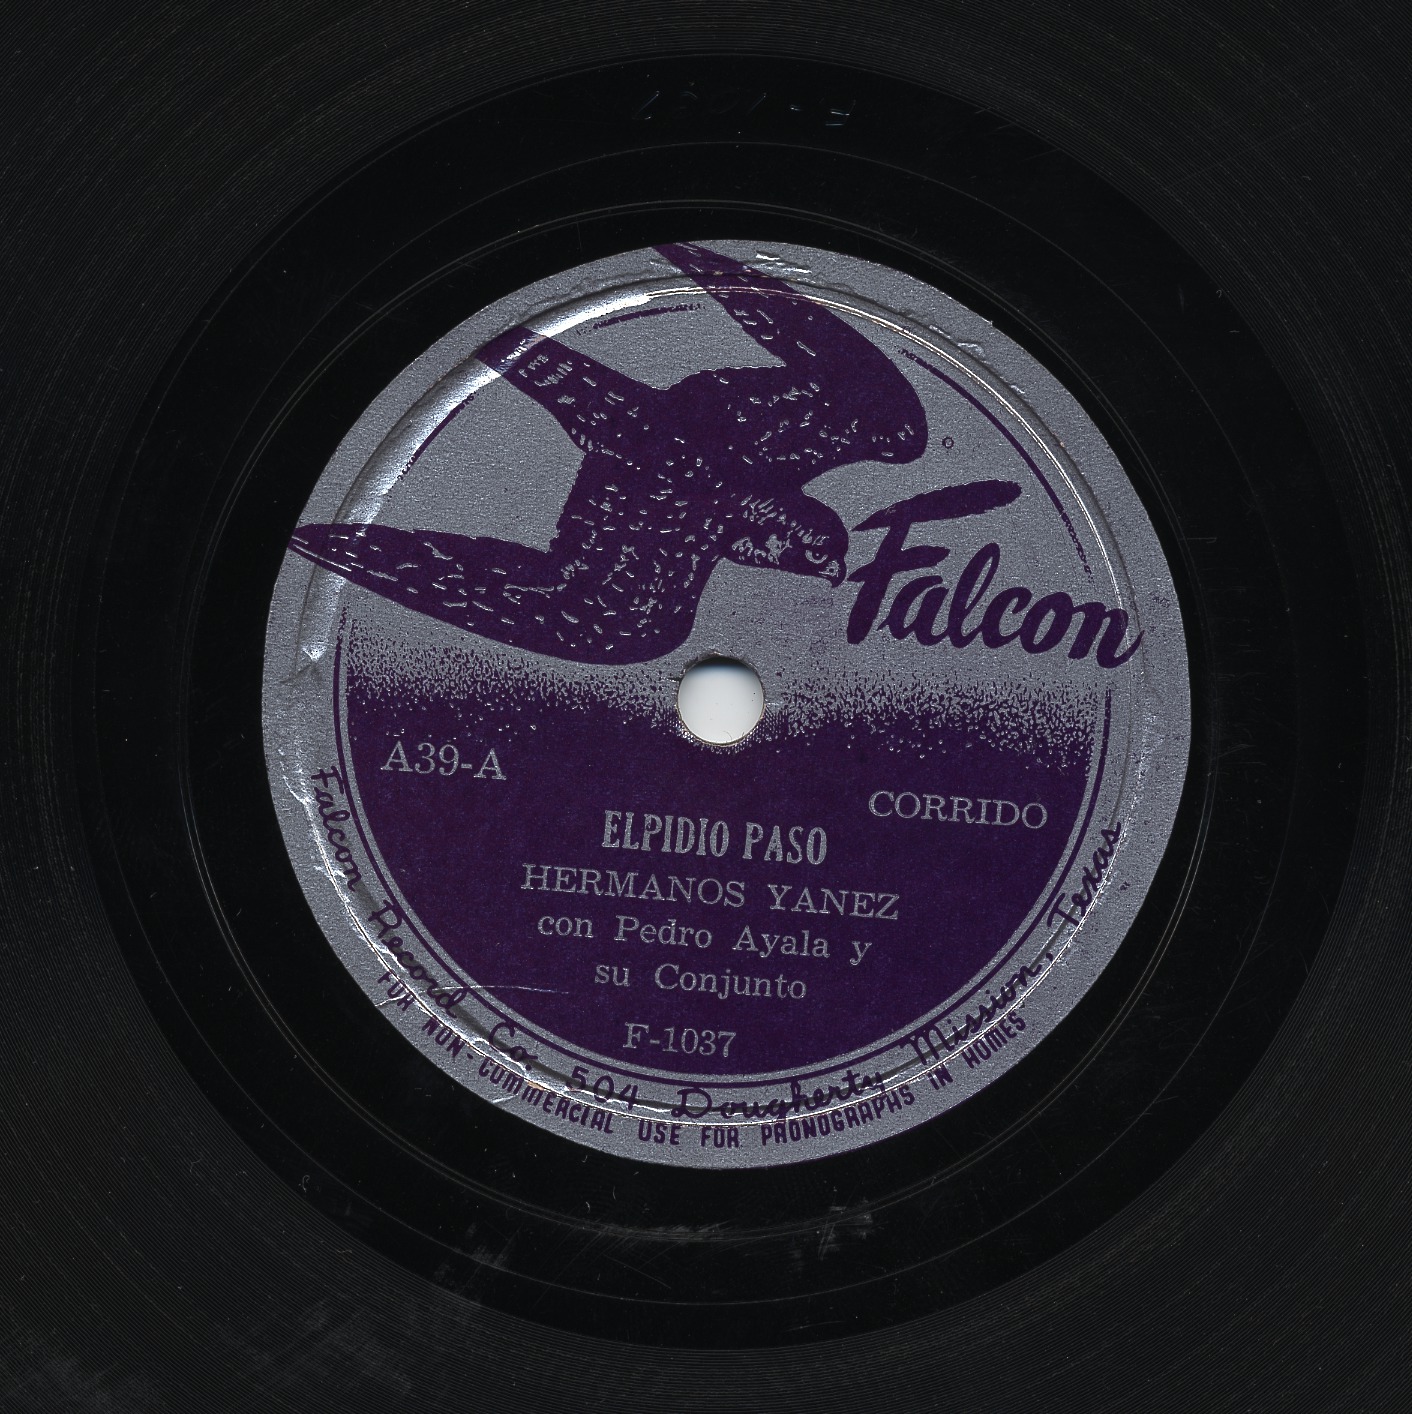 F-1037
©
Falcon
A39-A
CORRIDO
ELPIDIO PASO
HERMANOS YANEZ
con Pedro Ayala y
su Conjunto
F-1037
Falcon Record Co. 504 Dougherty Mission, Texas
FOR NON-COMMERCIAL USE FOR PHONOGRAPHS IN HOMES